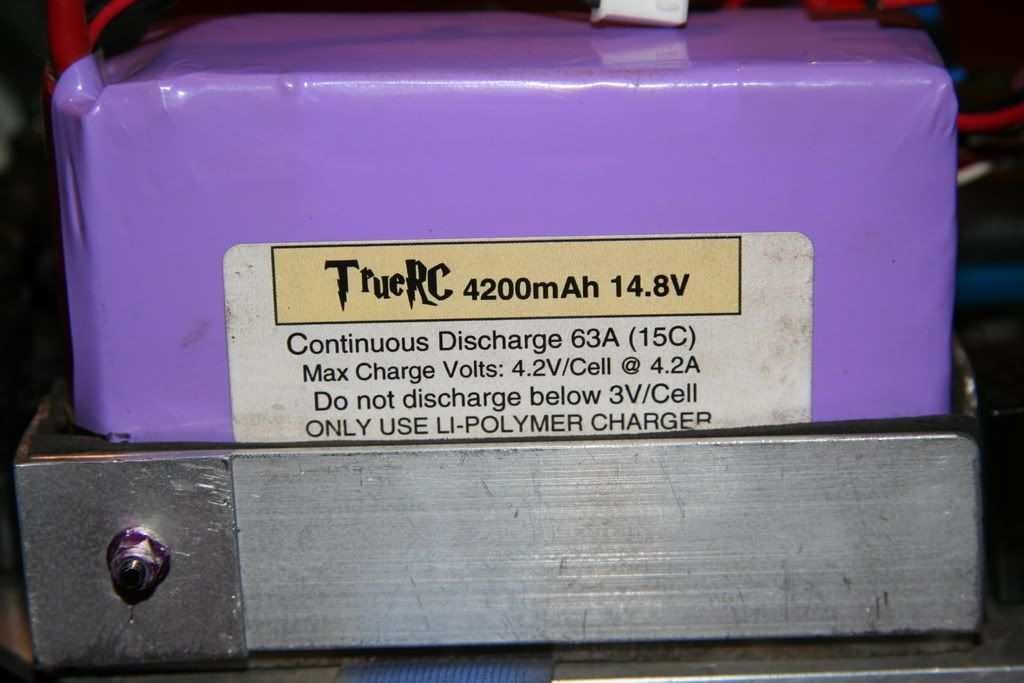 TrueRC 4200mAh 14.8V
Continuous Discharge 63A (15C)
Max Charge Volts: 4.2V/Cell @ 4.2A
Do not discharge below 3V/Cell
ONLY USE LI-POLYMER CHARGER